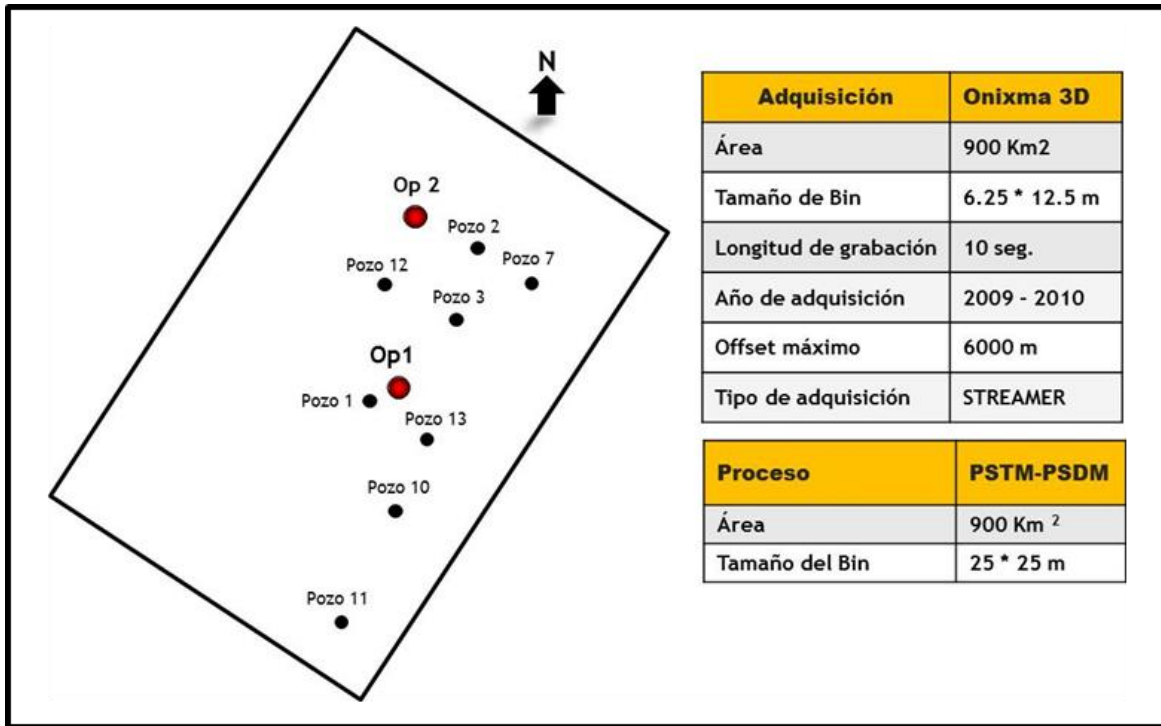 N
Op 2
Pozo 2
Pozo 12
Pozo 7
Pozo 3
Op1
Pozo 1
Pozo 13
Pozo 10
Pozo 11
Adquisición Onixma 3D
Área 900 Km2
Tamaño de Bin 6.25 * 12.5 m
Longitud de grabación 10 seg.
Año de adquisición 2009 - 2010
Offset máximo 6000 m
Tipo de adquisición STREAMER
Proceso PSTM-PSDM
Área 900 Km ²
Tamaño del Bin 25 * 25 m